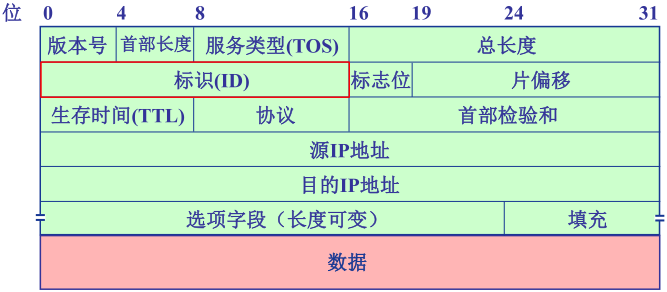 位 0 4 8 16 19 24 31
版本号 首部长度 服务类型(TOS) 总长度
标识(ID) 标志位 片偏移
生存时间(TTL) 协议 首部检验和
源IP地址
目的IP地址
选项字段（长度可变） 填充
数据